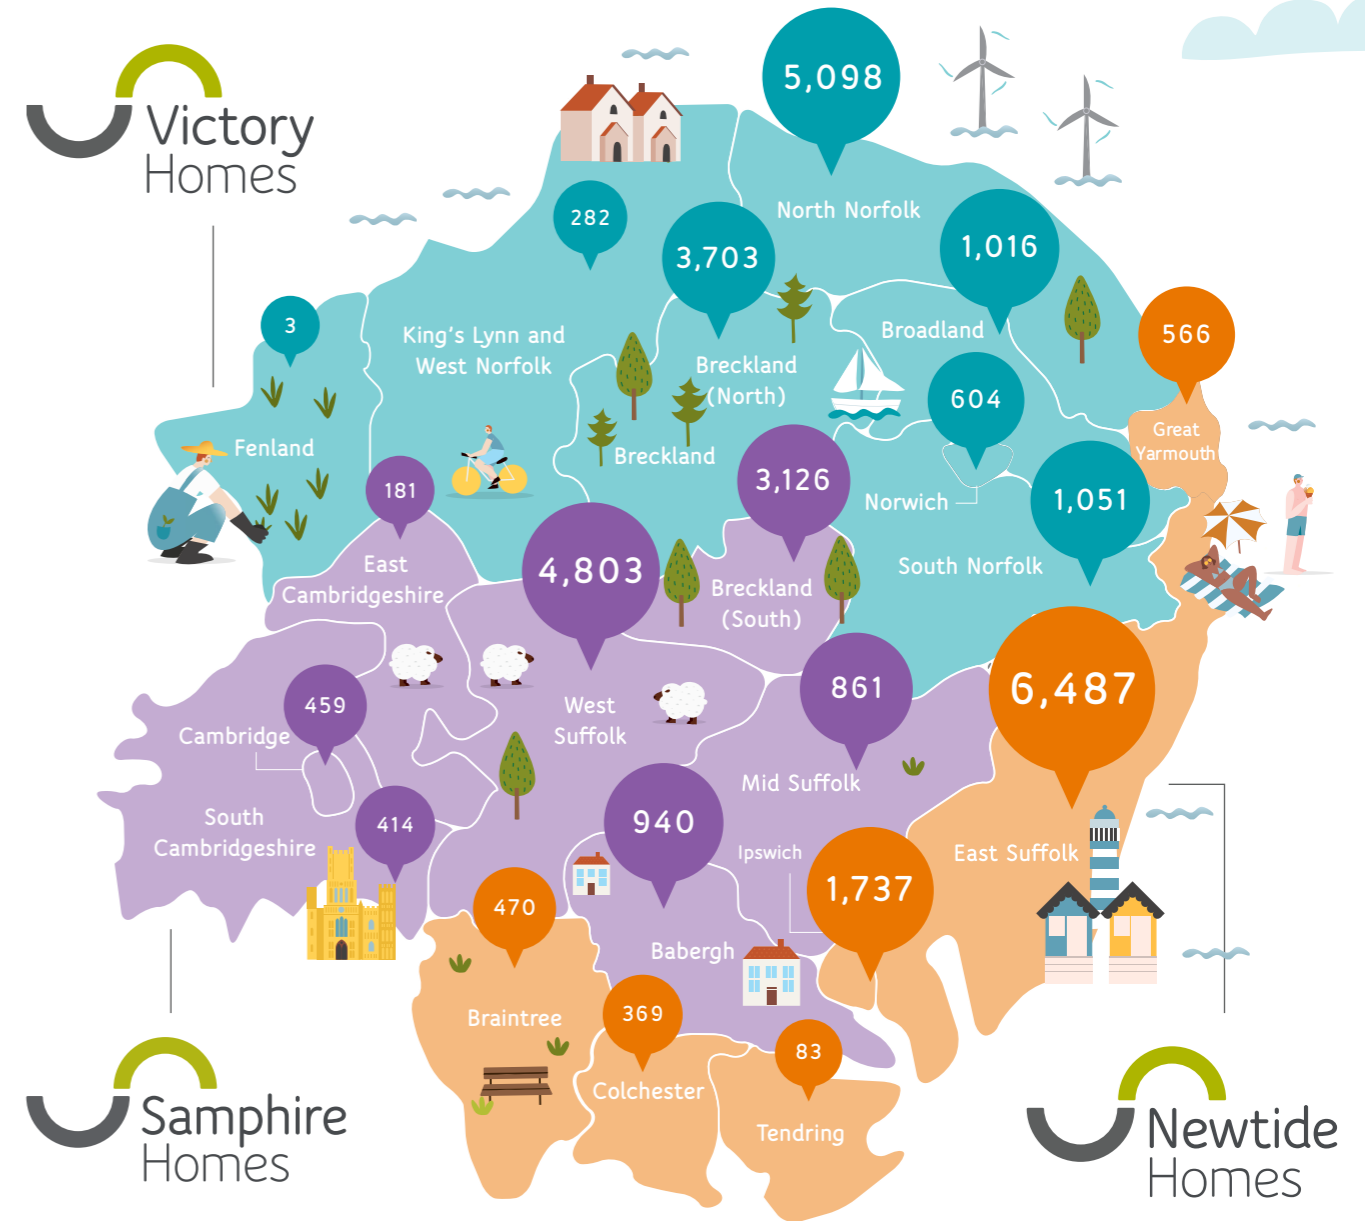 5,098
Victory
Homes
282
North Norfolk
3,703
1,016
3
King's Lynn and
West Norfolk
Broadland
566
Breckland
(North)
604
Great
Yarmouth
Fenland
Breckland
181
3,126
Norwich
1,051
East
Cambridgeshire
4,803
Breckland
(South)
South Norfolk
459
West
Suffolk
861
6,487
Cambridge
Mid Suffolk
South
Cambridgeshire
414
940
Ipswich
1,737
East Suffolk
470
Babergh
Braintree
369
83
Colchester
Tendring
Samphire
Homes
Newtide
Homes